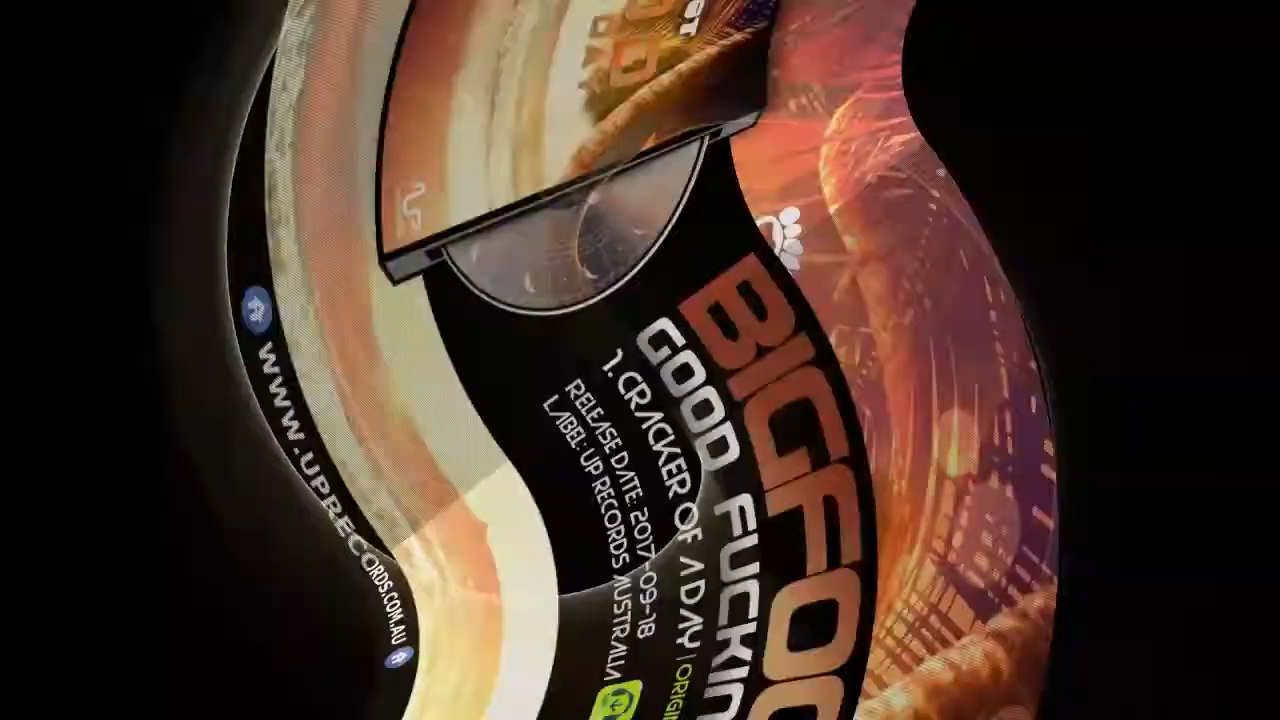 BIGFOO
GOOD FUCKIN
1. CRACKER OF A DAY | ORIGI
RELEASE DATE: 2017-09-18
LABEL: UP RECORDS AUSTRALIA
WWW.UPRECORDS.COM.AU
UP